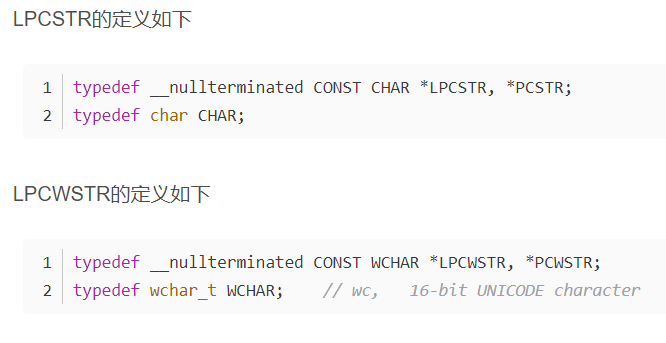 LPCSTR的定义如下
1 typedef __nullterminated CONST CHAR *LPCSTR, *PCSTR;
2 typedef char CHAR;
LPCWSTR的定义如下
1 typedef __nullterminated CONST WCHAR *LPCWSTR, *PCWSTR;
2 typedef wchar_t WCHAR;    // wc,   16-bit UNICODE character